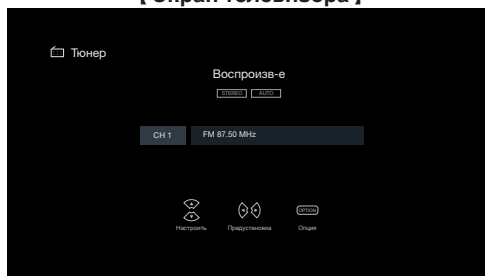 【 Экран телевизора 】
Тюнер
Воспроизв-е
STEREO AUTO
CH 1 FM 87.50 MHz
OPTION
Настроить Предустановка Опция